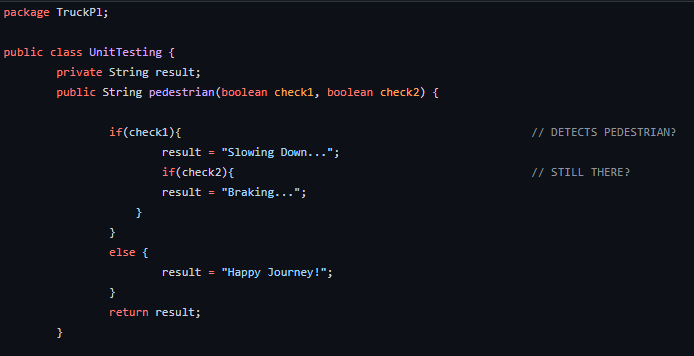 package TruckPl;
public class UnitTesting {
private String result;
public String pedestrian(boolean check1, boolean check2) {
if(check1){ // DETECTS PEDESTRIAN?
result = "Slowing Down...";
if(check2){ // STILL THERE?
result = "Braking...";
}
}
else {
result = "Happy Journey!";
}
return result;
}